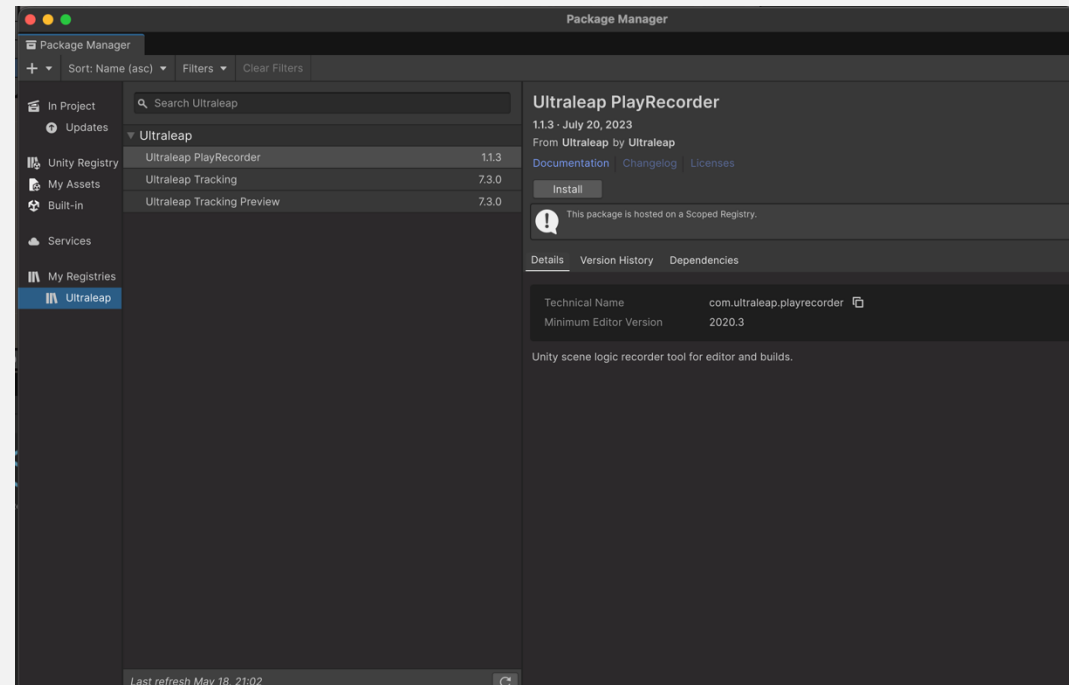 Package Manager
Package Manager
+ Sort: Name (asc) Filters Clear Filters
In Project
Updates
Unity Registry
My Assets
Built-in
Services
My Registries
Ultraleap
Search Ultraleap
Ultraleap
Ultraleap PlayRecorder 1.1.3
Ultraleap Tracking 7.3.0
Ultraleap Tracking Preview 7.3.0
Last refresh May 18, 21:02
Ultraleap PlayRecorder
1.1.3 · July 20, 2023
From Ultraleap by Ultraleap
Documentation Changelog Licenses
Install
This package is hosted on a Scoped Registry.
Details Version History Dependencies
Technical Name com.ultraleap.playrecorder
Minimum Editor Version 2020.3
Unity scene logic recorder tool for editor and builds.